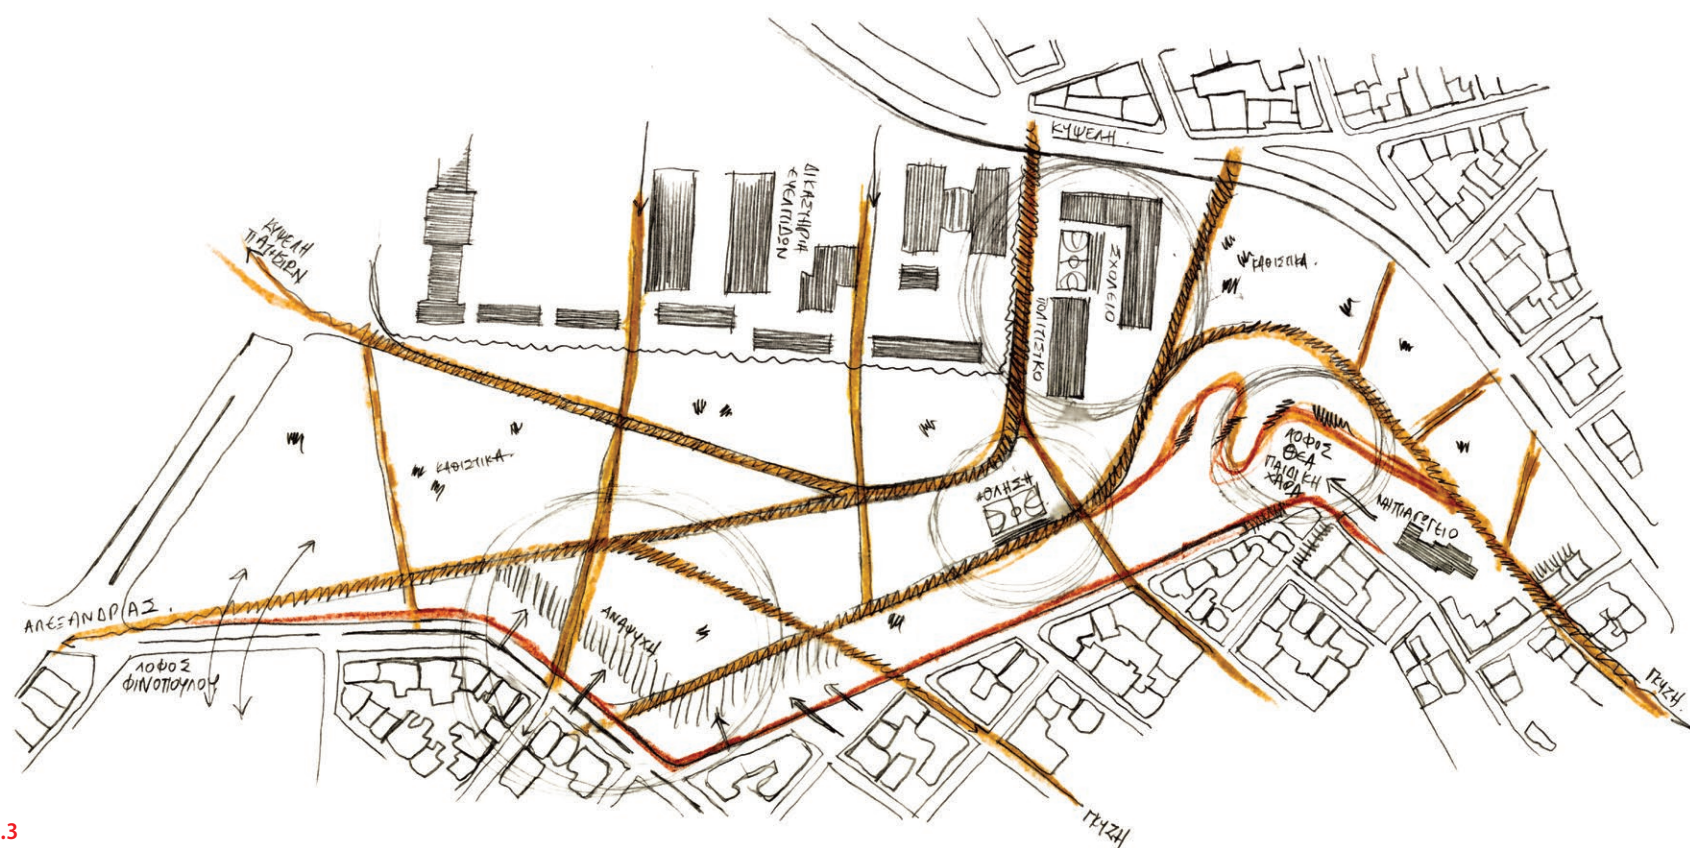 ΚΥΨΕΛΗ
ΚΥΨΕΛΗ
ΠΑΤΗΣΙΩΝ
ΔΙΚΑΣΤΗΡΙΑ
ΕΥΕΛΠΙΔΩΝ
ΣΧΟΛΕΙΟ
ΠΟΛΙΤΙΣΤΙΚΟ
ΚΑΘΙΣΤΙΚΑ.
ΚΑΘΙΣΤΙΚΑ.
ΑΘΛΗΣΗ
ΛΟΦΟΣ
ΘΕΑ
ΠΑΙΔΙΚΗ
ΧΑΡΑ
ΝΗΠΙΑΓΩΓΕΙΟ
ΑΛΕΞΑΝΔΡΑΣ.
ΑΝΑΨΥΧΗ
ΛΟΦΟΣ
ΦΙΝΟΠΟΥΛΟΥ
ΓΚΥΖΗ.
ΓΚΥΖΗ
.3